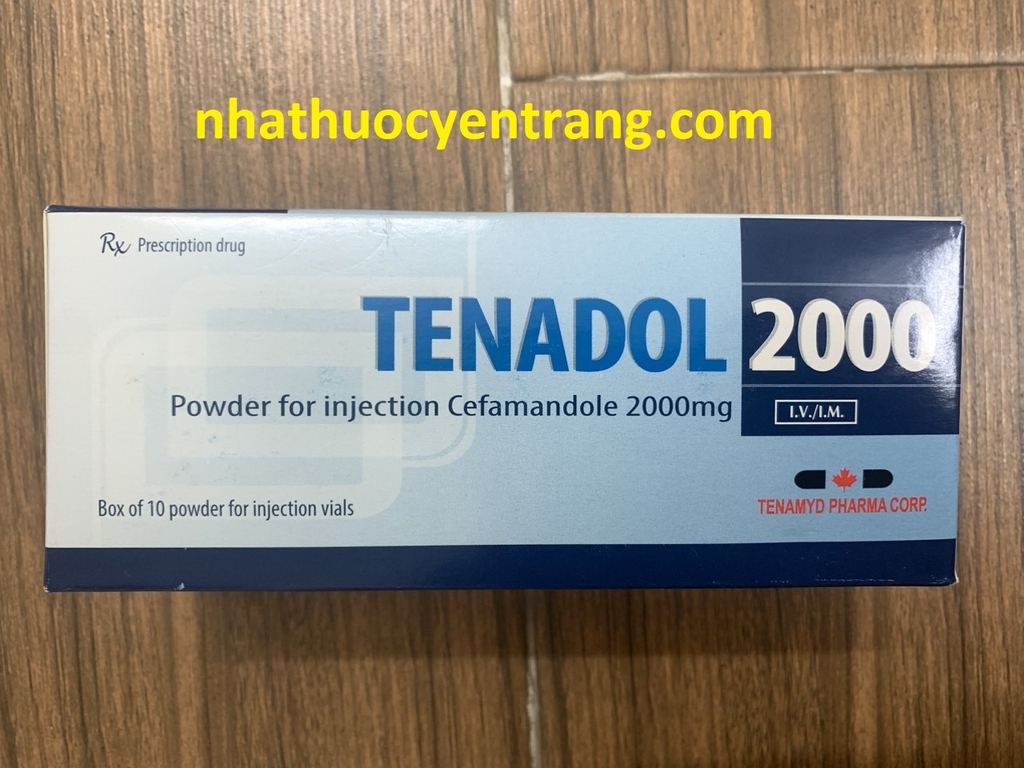 nhathuocyentrang.com
Rx Prescription drug
TENADOL 2000
Powder for injection Cefamandole 2000mg
I.V./I.M.
Box of 10 powder for injection vials
TENAMYD PHARMA CORP.